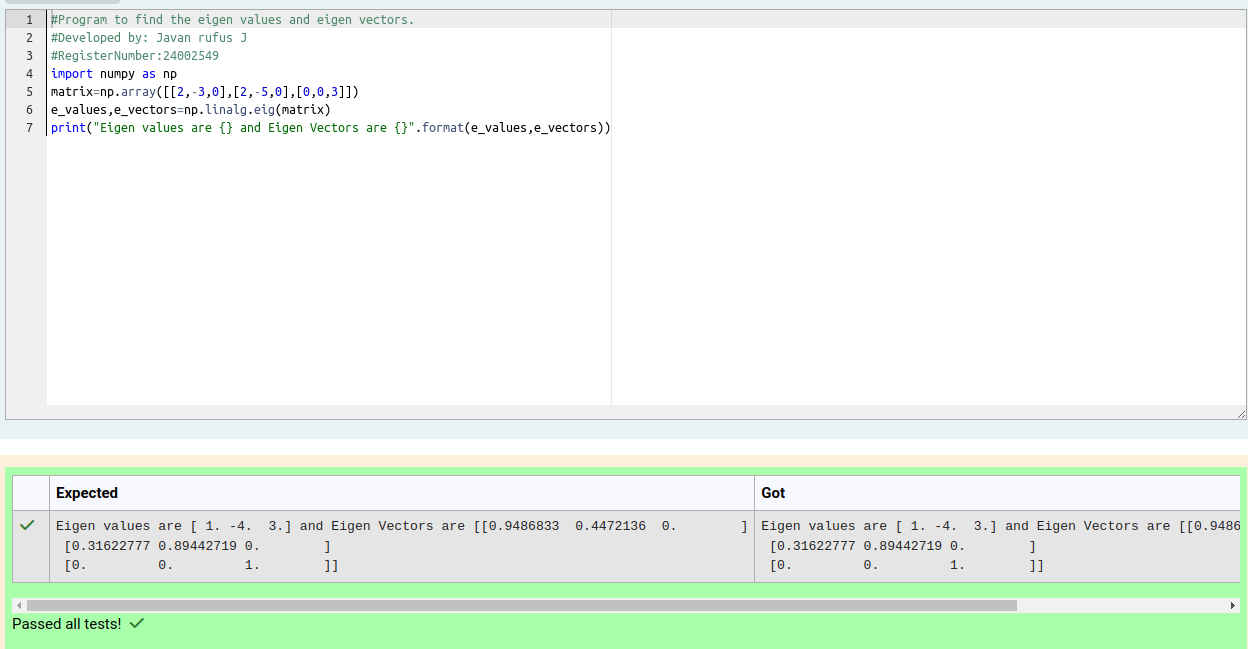 1 #Program to find the eigen values and eigen vectors.
2 #Developed by: Javan rufus J
3 #RegisterNumber:24002549
4 import numpy as np
5 matrix=np.array([[2,-3,0],[2,-5,0],[0,0,3]])
6 e_values,e_vectors=np.linalg.eig(matrix)
7 print("Eigen values are {} and Eigen Vectors are {}".format(e_values,e_vectors))
Expected Got
Eigen values are [ 1. -4.  3.] and Eigen Vectors are [[0.9486833  0.4472136  0.        ] Eigen values are [ 1. -4.  3.] and Eigen Vectors are [[0.9486
[0.31622777 0.89442719 0.        ] [0.31622777 0.89442719 0.        ]
[0.         0.         1.        ]] [0.         0.         1.        ]]
Passed all tests!